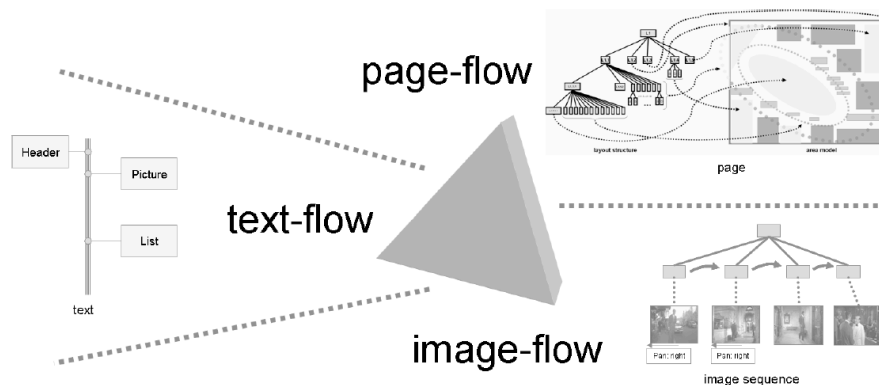 page-flow
layout structure
area model
page
Header
Picture
text-flow
List
text
image-flow
Pan: right
Pan: right
image sequence